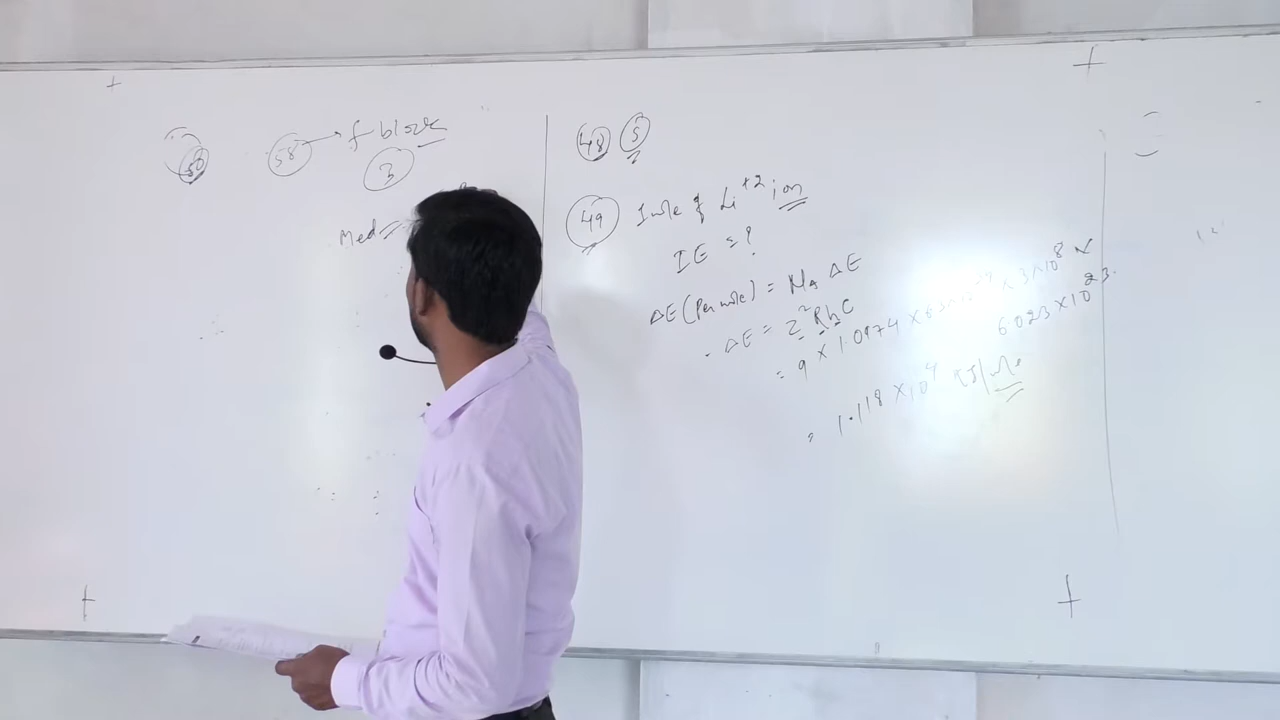 50
58 → f-block
3
Med =
48 5
49 1 mole of Li+2 ion
IE = ?
ΔE (Per mole) = NA ΔE
ΔE = Z²RhC
= 9 × 1.0974 × × 3×10⁸ ×
6.023×10²³
= 1.118 ×10⁴ KJ/mole